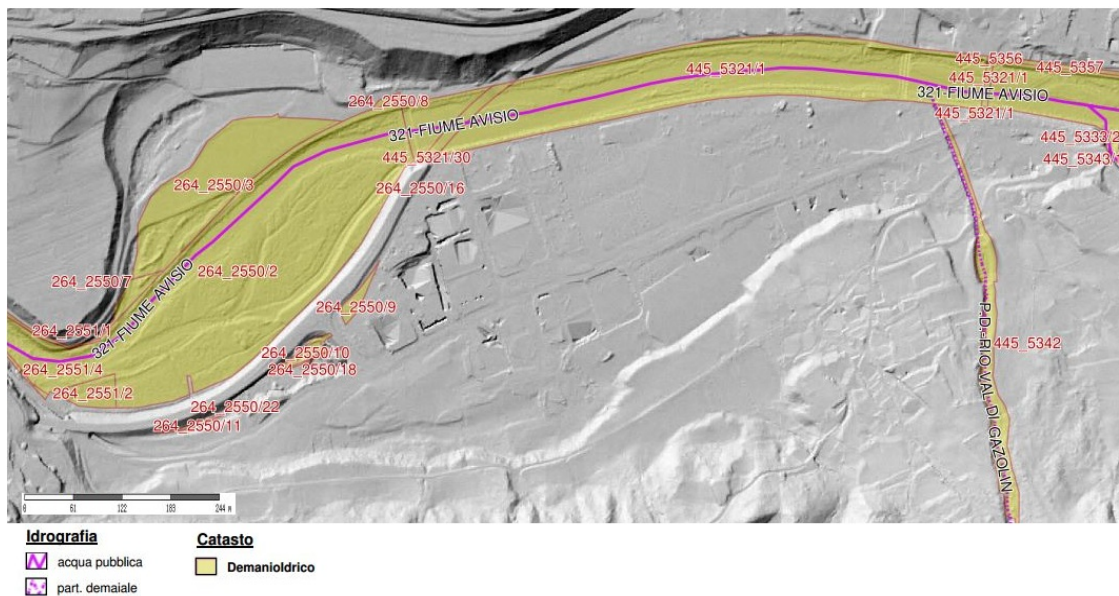 445_5356
445_5357
445_5321/1
445_5321/1
321-FIUME AVISIO
264_2550/8
321-FIUME AVISIO
445_5321/1
445_5333/2
445_5321/30
445_5343/
264_2550/3
264_2550/16
264_2550/2
264_2550/7
321-FIUME AVISIO
264_2550/9
264_2551/1
P.D.-RIO VAL DI GAZOLIN
445_5342
264_2550/10
264_2551/4
264_2550/18
264_2551/2
264_2550/22
264_2550/11
0 61 122 183 244 M
Idrografia
Catasto
acqua pubblica
DemanioIdrico
part. demaiale